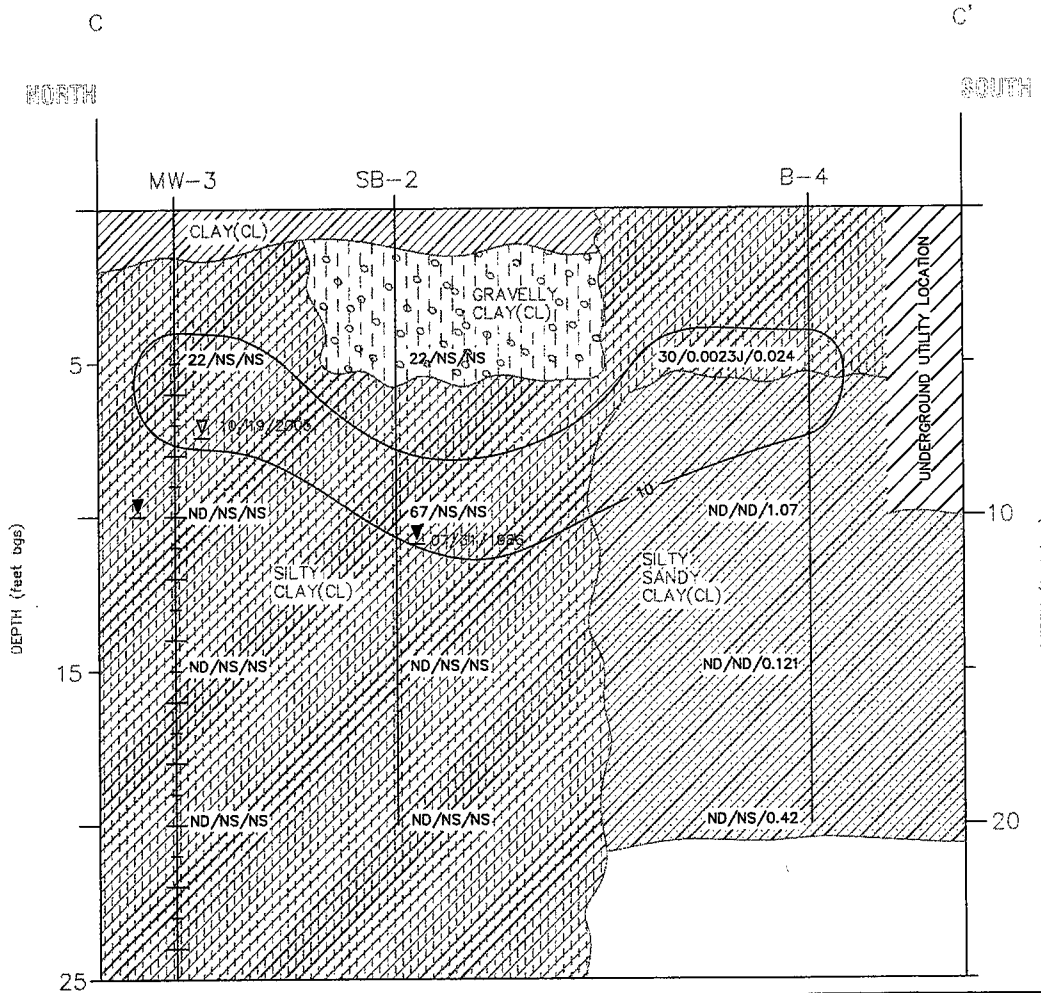 C
C'
NORTH
SOUTH
MW-3
SB-2
B-4
CLAY(CL)
GRAVELLY
CLAY(CL)
UNDERGROUND UTILITY LOCATION
5
22/NS/NS
22/NS/NS
30/0.0023J/0.024
10
ND/NS/NS
67/NS/NS
ND/ND/1.07
10
07/31/1986
SILTY
CLAY(CL)
SILTY
SANDY
CLAY(CL)
DEPTH (feet bgs)
15
ND/NS/NS
ND/NS/NS
ND/ND/0.121
ND/NS/NS
ND/NS/NS
ND/NS/0.42
20
25